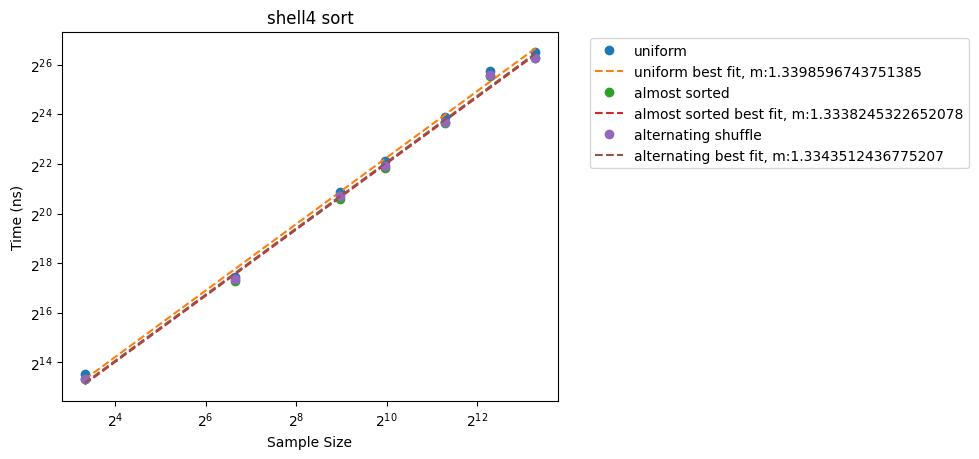 shell4 sort
uniform
uniform best fit, m:1.3398596743751385
almost sorted
almost sorted best fit, m:1.3338245322652078
alternating shuffle
alternating best fit, m:1.3343512436775207
Time (ns)
2^26
2^24
2^22
2^20
2^18
2^16
2^14
2^4 2^6 2^8 2^10 2^12
Sample Size